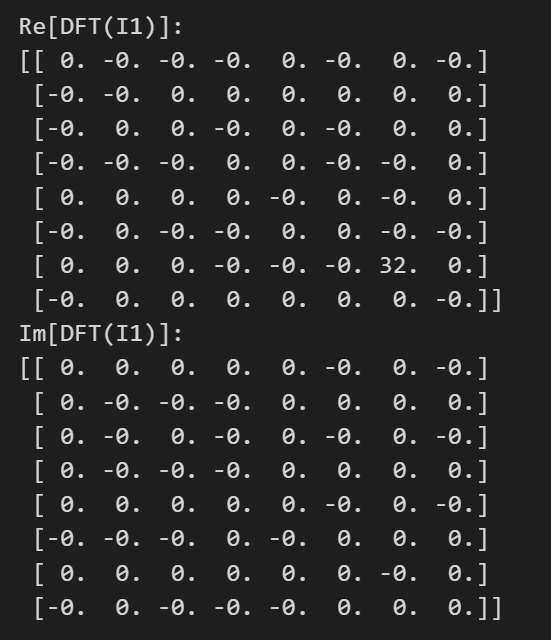 Re[DFT(I1)]:
[[ 0. -0. -0. -0.  0. -0.  0. -0.]
 [-0. -0.  0.  0.  0.  0.  0.  0.]
 [-0.  0.  0. -0.  0. -0.  0.  0.]
 [-0. -0. -0.  0.  0. -0. -0.  0.]
 [ 0.  0.  0.  0. -0.  0. -0.  0.]
 [-0.  0. -0. -0.  0.  0. -0. -0.]
 [ 0.  0.  0. -0. -0. -0. 32.  0.]
 [-0.  0.  0.  0.  0.  0.  0. -0.]]
Im[DFT(I1)]:
[[ 0.  0.  0.  0.  0. -0.  0. -0.]
 [ 0. -0. -0. -0.  0.  0.  0.  0.]
 [ 0. -0.  0. -0.  0. -0.  0. -0.]
 [ 0. -0. -0. -0.  0.  0.  0.  0.]
 [ 0.  0.  0.  0.  0. -0.  0. -0.]
 [-0. -0. -0.  0. -0.  0.  0.  0.]
 [ 0.  0.  0.  0.  0.  0. -0.  0.]
 [-0.  0. -0. -0. -0.  0.  0.  0.]]